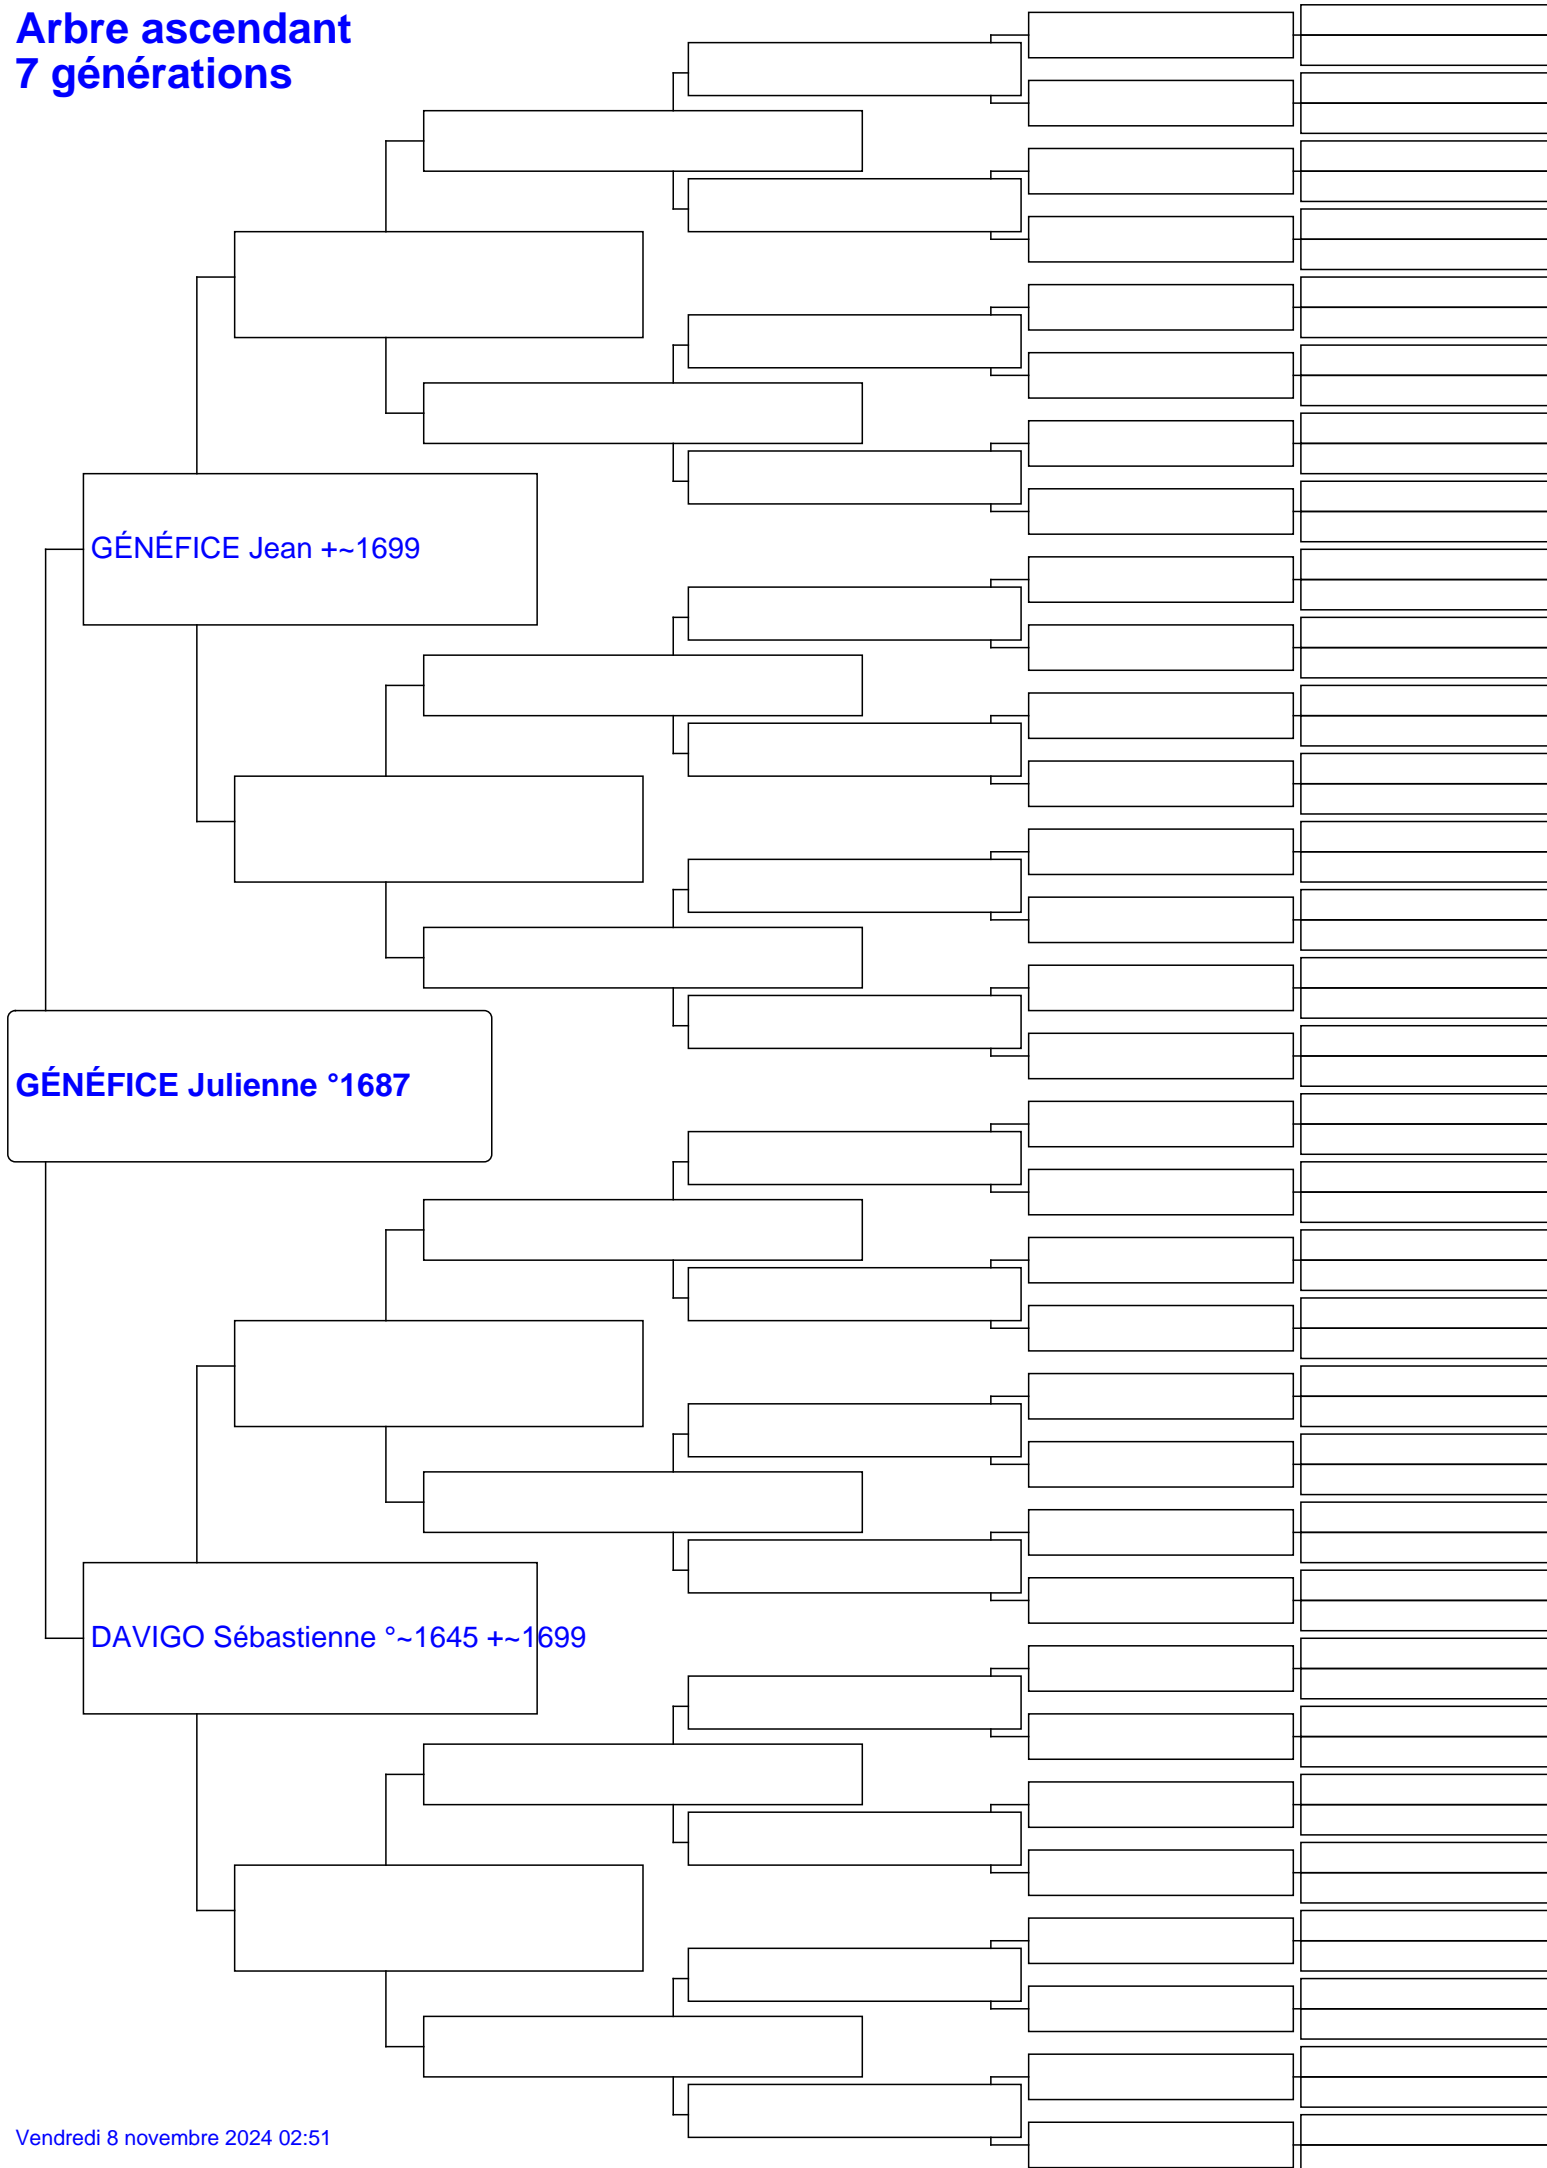 Arbre ascendant
7 générations
GÉNÉFICE Jean +~1699
GÉNÉFICE Julienne °1687
DAVIGO Sébastienne °~1645 +~1699
Vendredi 8 novembre 2024 02:51